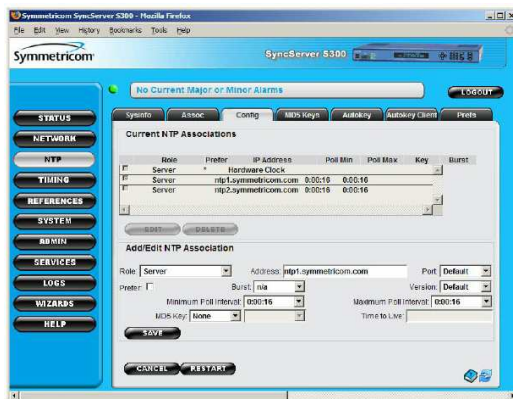 Symmetricom SyncServer S300 - Mozilla Firefox
File Edit View History Bookmarks Tools Help
Symmetricom
SyncServer S300
No Current Major or Minor Alarms
LOGOUT
STATUS
NETWORK
NTP
TIMING
REFERENCES
SYSTEM
ADMIN
SERVICES
LOGS
WIZARDS
HELP
Sysinfo Assoc Config MD5 Keys Autokey Autokey Client Prefs
Current NTP Associations
Role Prefer IP Address Poll Min Poll Max Key Burst
Server * Hardware Clock
Server ntp1.symmetricom.com 0:00:16 0:00:16
Server ntp2.symmetricom.com 0:00:16 0:00:16
EDIT DELETE
Add/Edit NTP Association
Role: Server Address: ntp1.symmetricom.com Port: Default
Prefer: Burst: n/a Version: Default
Minimum Poll Interval: 0:00:16 Maximum Poll Interval: 0:00:16
MD5 Key: None Time to Live:
SAVE
CANCEL RESTART